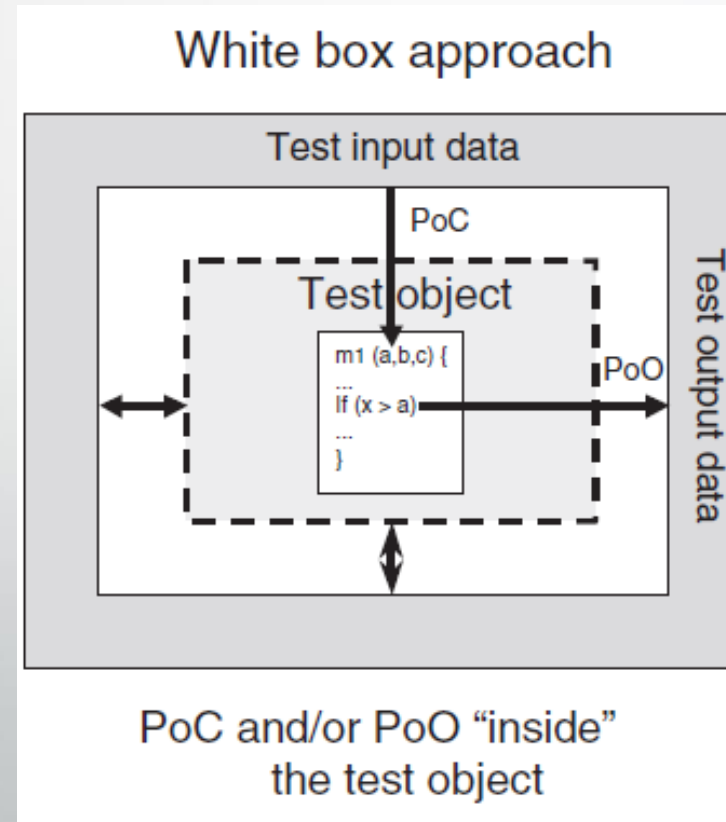 White box approach
Test input data
PoC
Test object
m1 (a,b,c) {
...
If (x > a)
...
}
PoO
Test output data
PoC and/or PoO “inside”
the test object